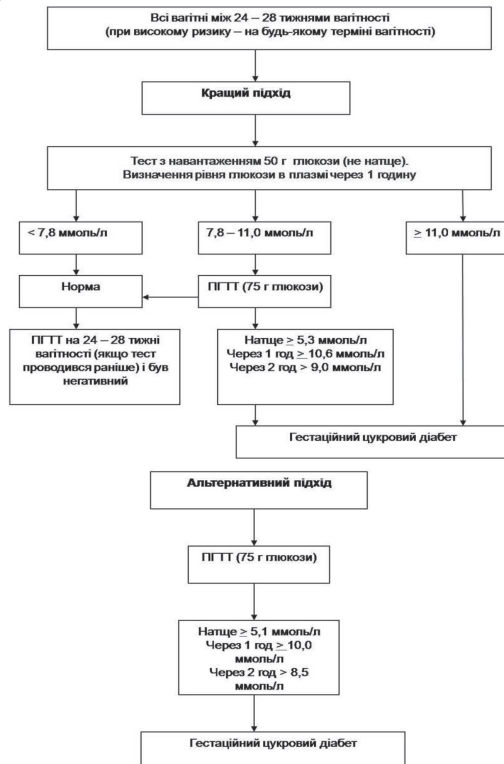 Всі вагітні між 24 – 28 тижнями вагітності
(при високому ризику – на будь-якому терміні вагітності)
Кращий підхід
Тест з навантаженням 50 г глюкози (не натще).
Визначення рівня глюкози в плазмі через 1 годину
< 7,8 ммоль/л
7,8 – 11,0 ммоль/л
≥ 11,0 ммоль/л
Норма
ПГТТ (75 г глюкози)
ПГТТ на 24 – 28 тижні
вагітності (якщо тест
проводився раніше) і був
негативний
Натще ≥ 5,3 ммоль/л
Через 1 год ≥ 10,6 ммоль/л
Через 2 год > 9,0 ммоль/л
Гестаційний цукровий діабет
Альтернативний підхід
ПГТТ (75 г глюкози)
Натще ≥ 5,1 ммоль/л
Через 1 год ≥ 10,0
ммоль/л
Через 2 год > 8,5
ммоль/л
Гестаційний цукровий діабет